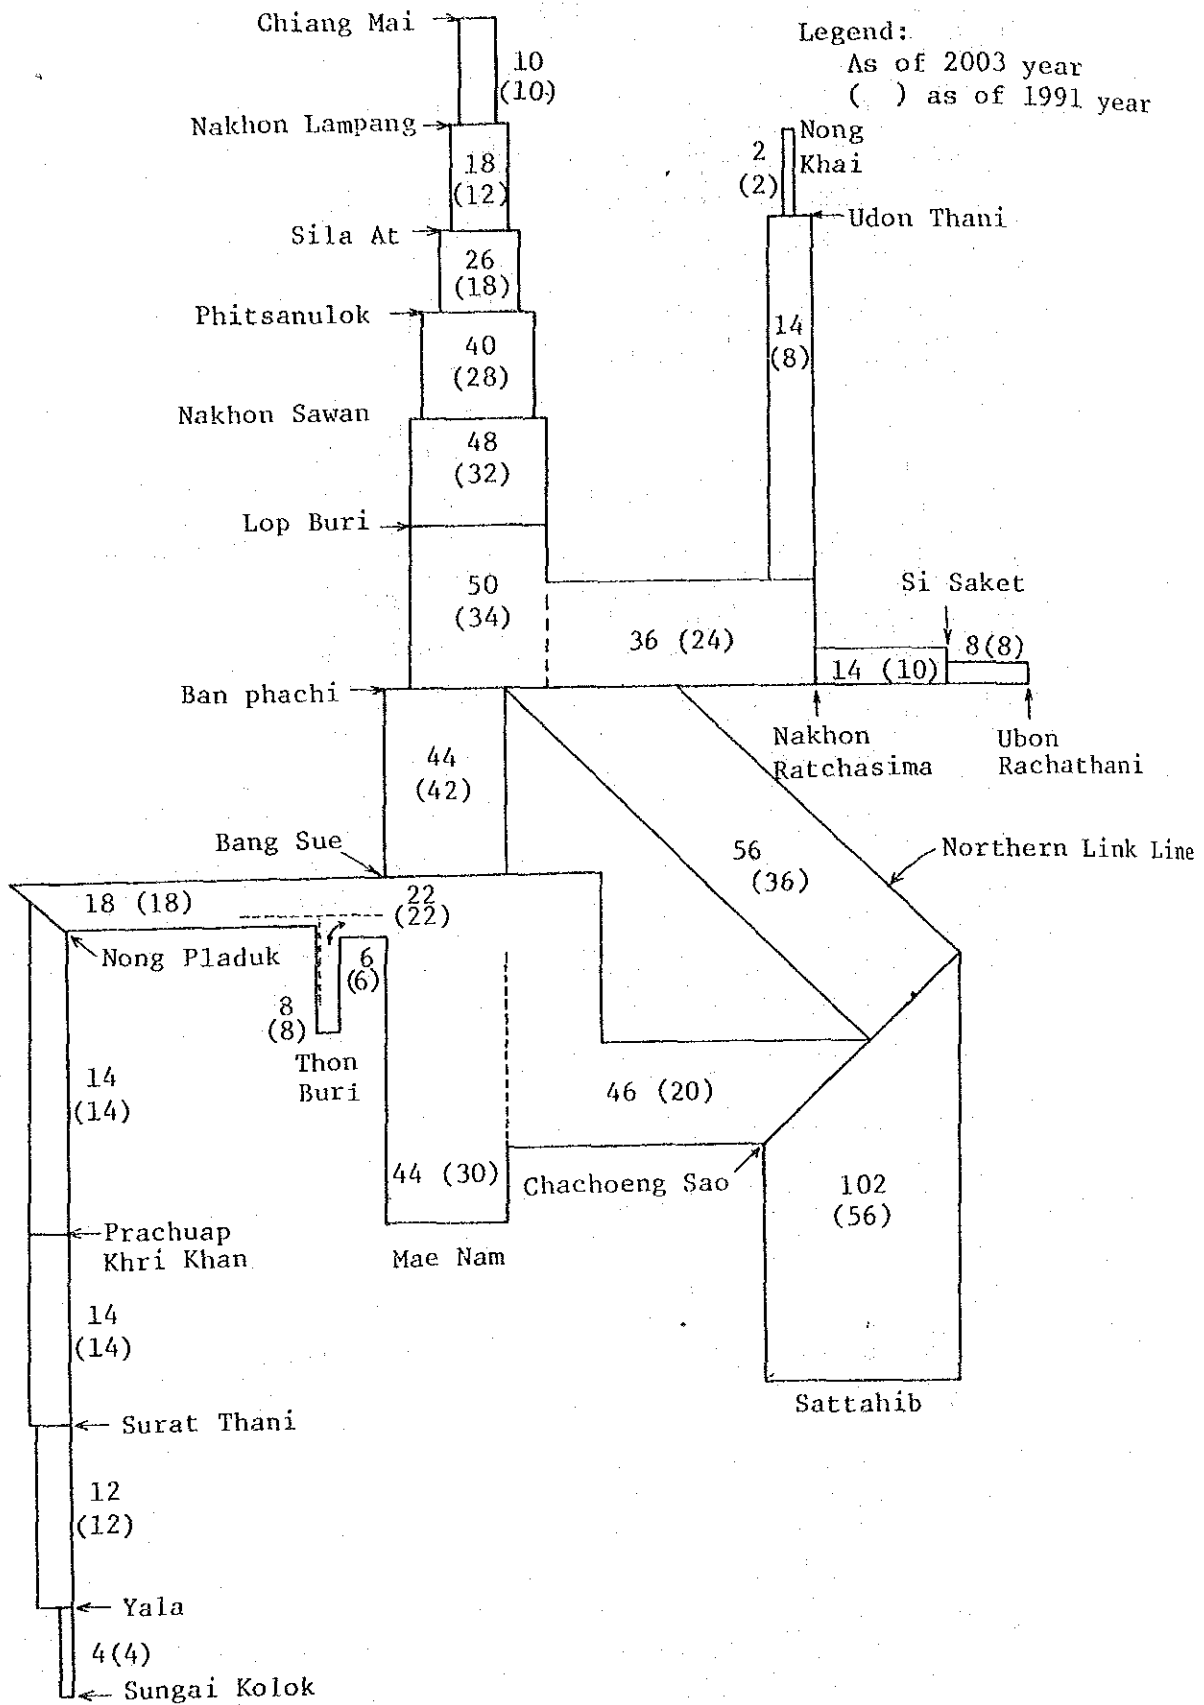 Chiang Mai
Legend:
As of 2003 year
( ) as of 1991 year
10
(10)
Nakhon Lampang
Nong
Khai
2
(2)
18
(12)
Udon Thani
Sila At
26
(18)
Phitsanulok
14
(8)
40
(28)
Nakhon Sawan
48
(32)
Lop Buri
50
(34)
36 (24)
Si Saket
8(8)
14 (10)
Ban phachi
Nakhon
Ratchasima
Ubon
Rachathani
44
(42)
Bang Sue
56
(36)
Northern Link Line
18 (18)
22
(22)
Nong Pladuk
6
(6)
8
(8)
Thon
Buri
14
(14)
46 (20)
44 (30)
Chachoeng Sao
102
(56)
Prachuap
Khri Khan
Mae Nam
14
(14)
Sattahib
Surat Thani
12
(12)
Yala
4(4)
Sungai Kolok